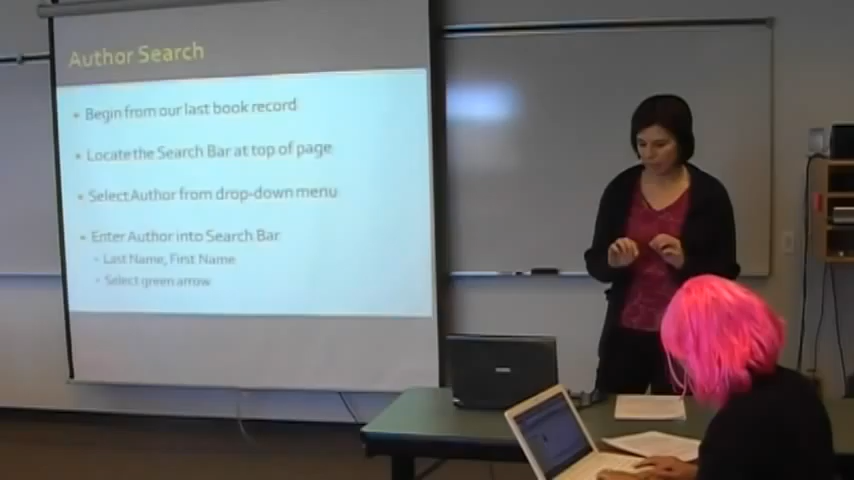 Author Search
Begin from our last book record
Locate the Search Bar at top of page
Select Author from drop-down menu
Enter Author into Search Bar
Last Name, First Name
Select green arrow